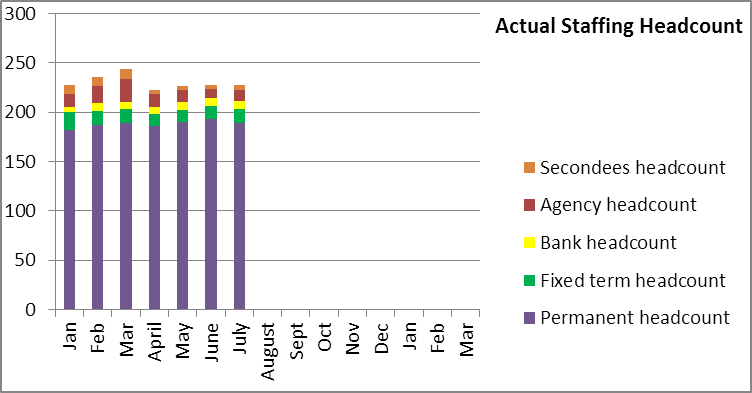 Actual Staffing Headcount
300
250
200
150
100
50
0
Jan
Feb
Mar
April
May
June
July
August
Sept
Oct
Nov
Dec
Jan
Feb
Mar
Secondees headcount
Agency headcount
Bank headcount
Fixed term headcount
Permanent headcount